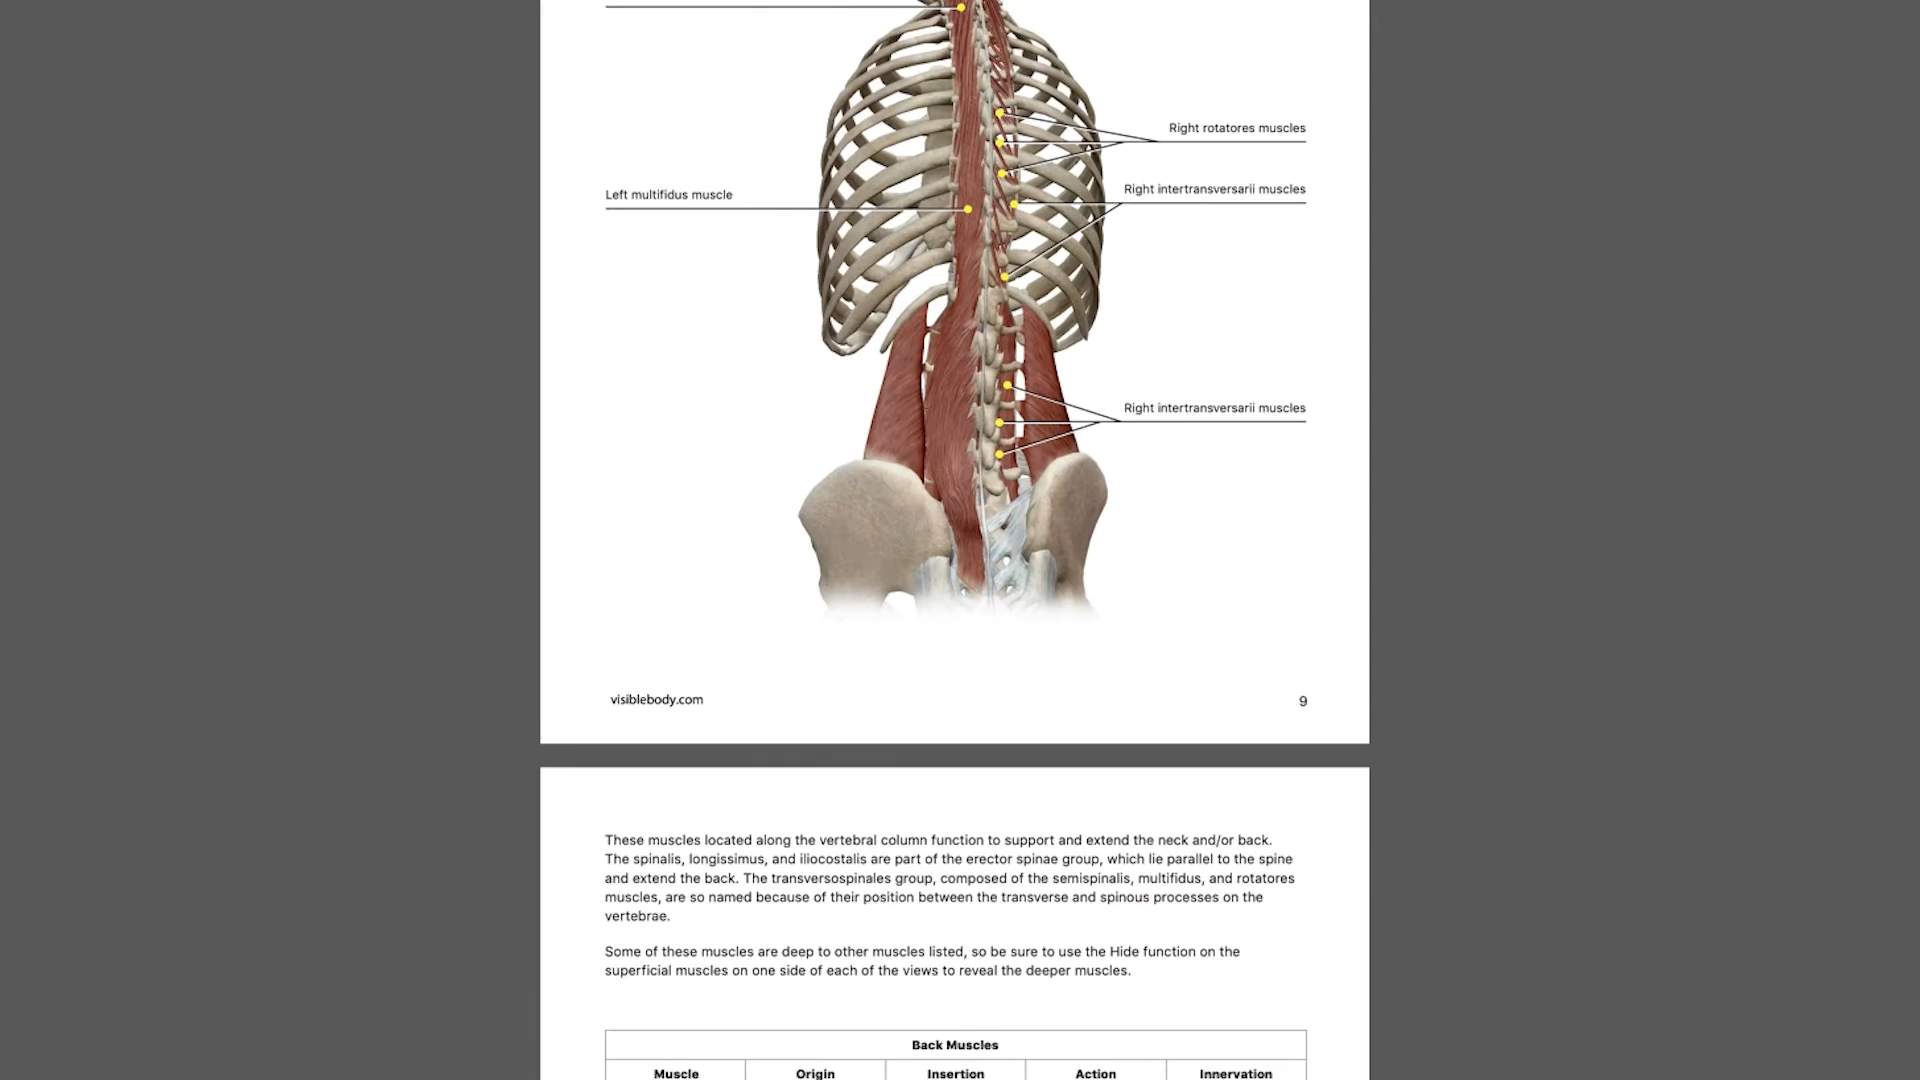 Right rotatores muscles
Right intertransversarii muscles
Left multifidus muscle
Right intertransversarii muscles
visiblebody.com
9
These muscles located along the vertebral column function to support and extend the neck and/or back.
The spinalis, longissimus, and iliocostalis are part of the erector spinae group, which lie parallel to the spine
and extend the back. The transversospinales group, composed of the semispinalis, multifidus, and rotatores
muscles, are so named because of their position between the transverse and spinous processes on the
vertebrae.
Some of these muscles are deep to other muscles listed, so be sure to use the Hide function on the
superficial muscles on one side of each of the views to reveal the deeper muscles.
Back Muscles
Muscle Origin Insertion Action Innervation